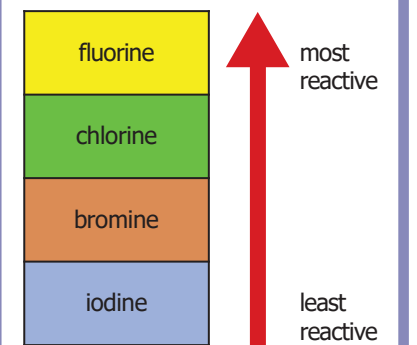 fluorine
most
reactive
chlorine
bromine
iodine
least
reactive